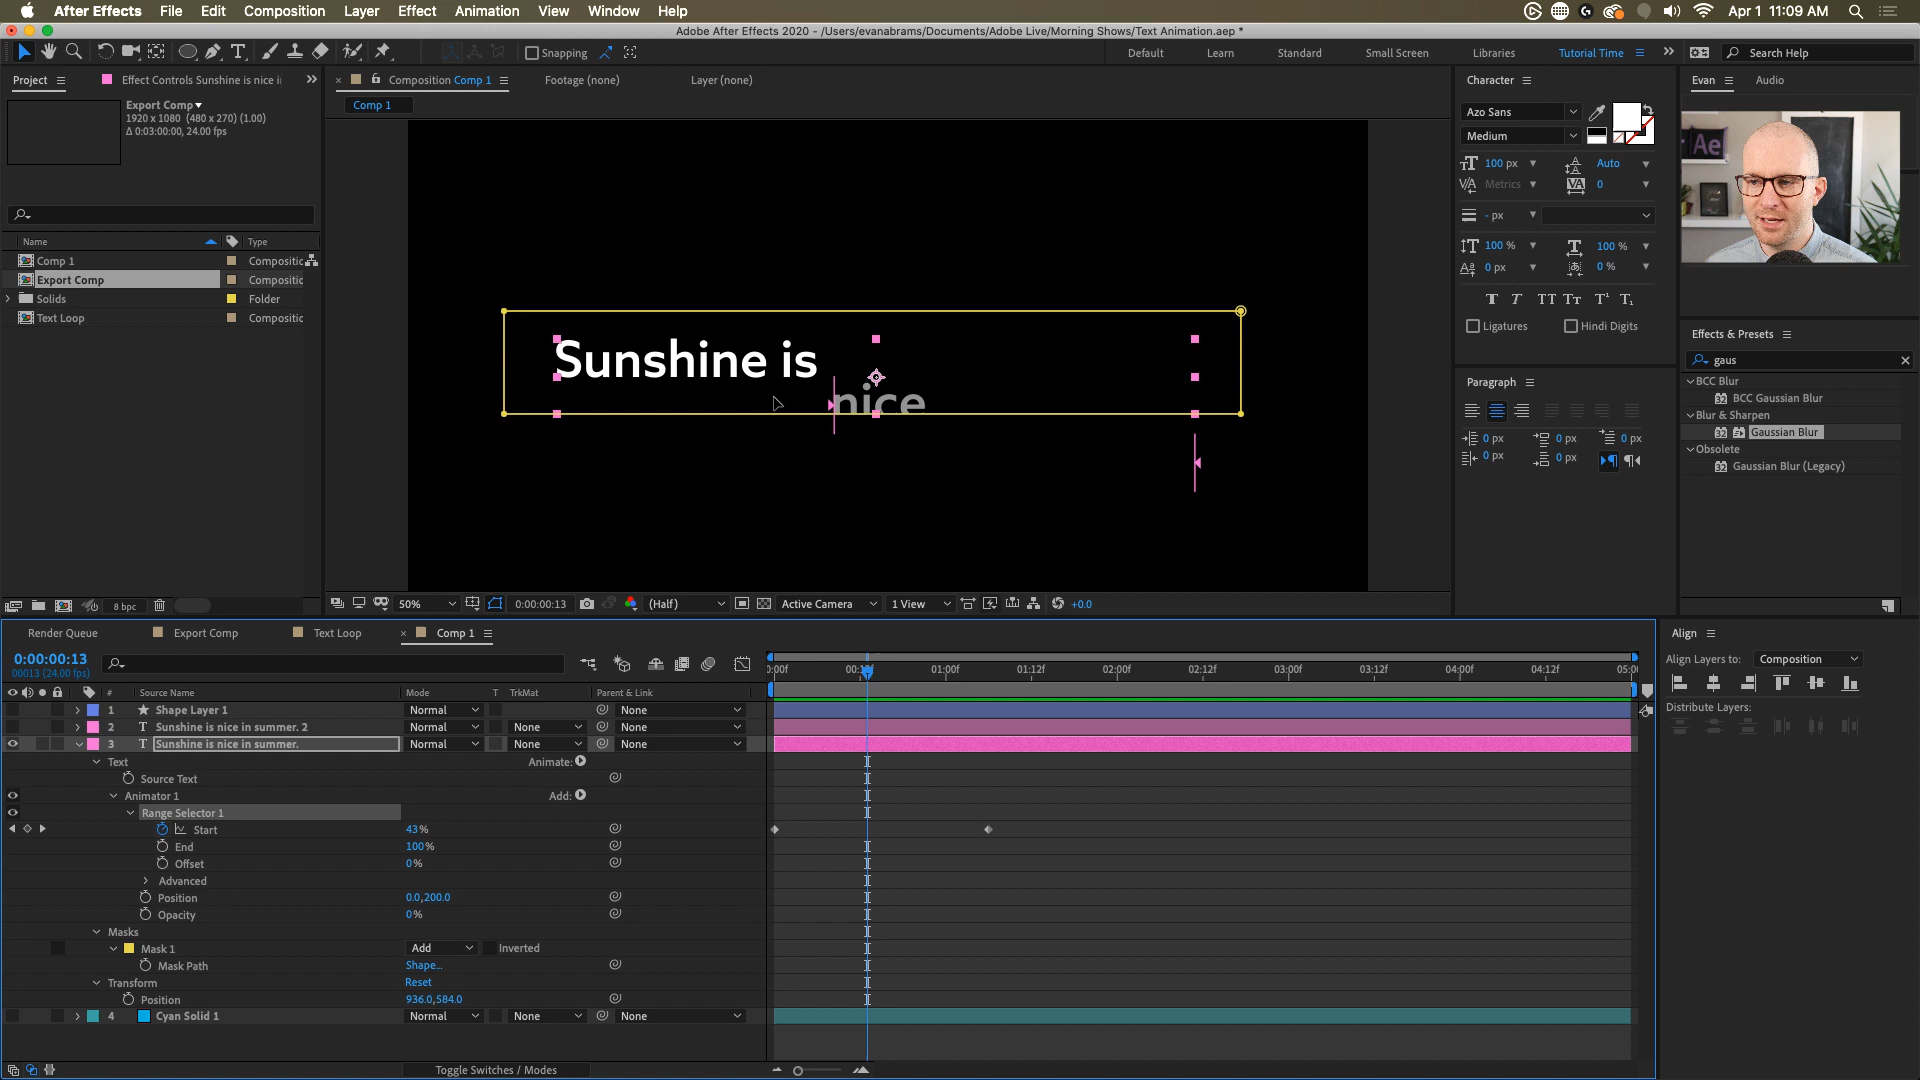 After Effects File Edit Composition Layer Effect Animation View Window Help Apr 1 11:09 AM
Adobe After Effects 2020 - /Users/evanabrams/Documents/Adobe Live/Morning Shows/Text Animation.aep *
Snapping Default Learn Standard Small Screen Libraries Tutorial Time Search Help
Project Effect Controls Sunshine is nice i
Composition Comp 1 Footage (none) Layer (none)
Comp 1
Export Comp
1920 x 1080 (480 x 270) (1.00)
Δ 0:03:00:00, 24.00 fps
Name Type
Comp 1 Compositic
Export Comp Compositic
Solids Folder
Text Loop Compositic
8 bpc
Sunshine is
nice
50% 0:00:00:13 (Half) Active Camera 1 View +0.0
Character
Azo Sans
Medium
100 px Auto
Metrics 0
- px
100 % 100 %
0 px 0 %
T T TT Tт T¹ T₁
Ligatures Hindi Digits
Paragraph
0 px 0 px 0 px
0 px 0 px
Evan Audio
Ae
Effects & Presets
gaus
BCC Blur
BCC Gaussian Blur
Blur & Sharpen
Gaussian Blur
Obsolete
Gaussian Blur (Legacy)
Render Queue Export Comp Text Loop Comp 1
0:00:00:13
00013 (24.00 fps)
# Source Name Mode T TrkMat Parent & Link
1 Shape Layer 1 Normal None
2 Sunshine is nice in summer. 2 Normal None None
3 Sunshine is nice in summer. Normal None None
Text Animate:
Source Text
Animator 1 Add:
Range Selector 1
Start 43%
End 100%
Offset 0%
Advanced
Position 0.0,200.0
Opacity 0%
Masks
Mask 1 Add Inverted
Mask Path Shape...
Transform Reset
Position 936.0,584.0
4 Cyan Solid 1 Normal None None
Toggle Switches / Modes
01:00f 01:12f 02:00f 02:12f 03:00f 03:12f 04:00f 04:12f
Align
Align Layers to: Composition
Distribute Layers: